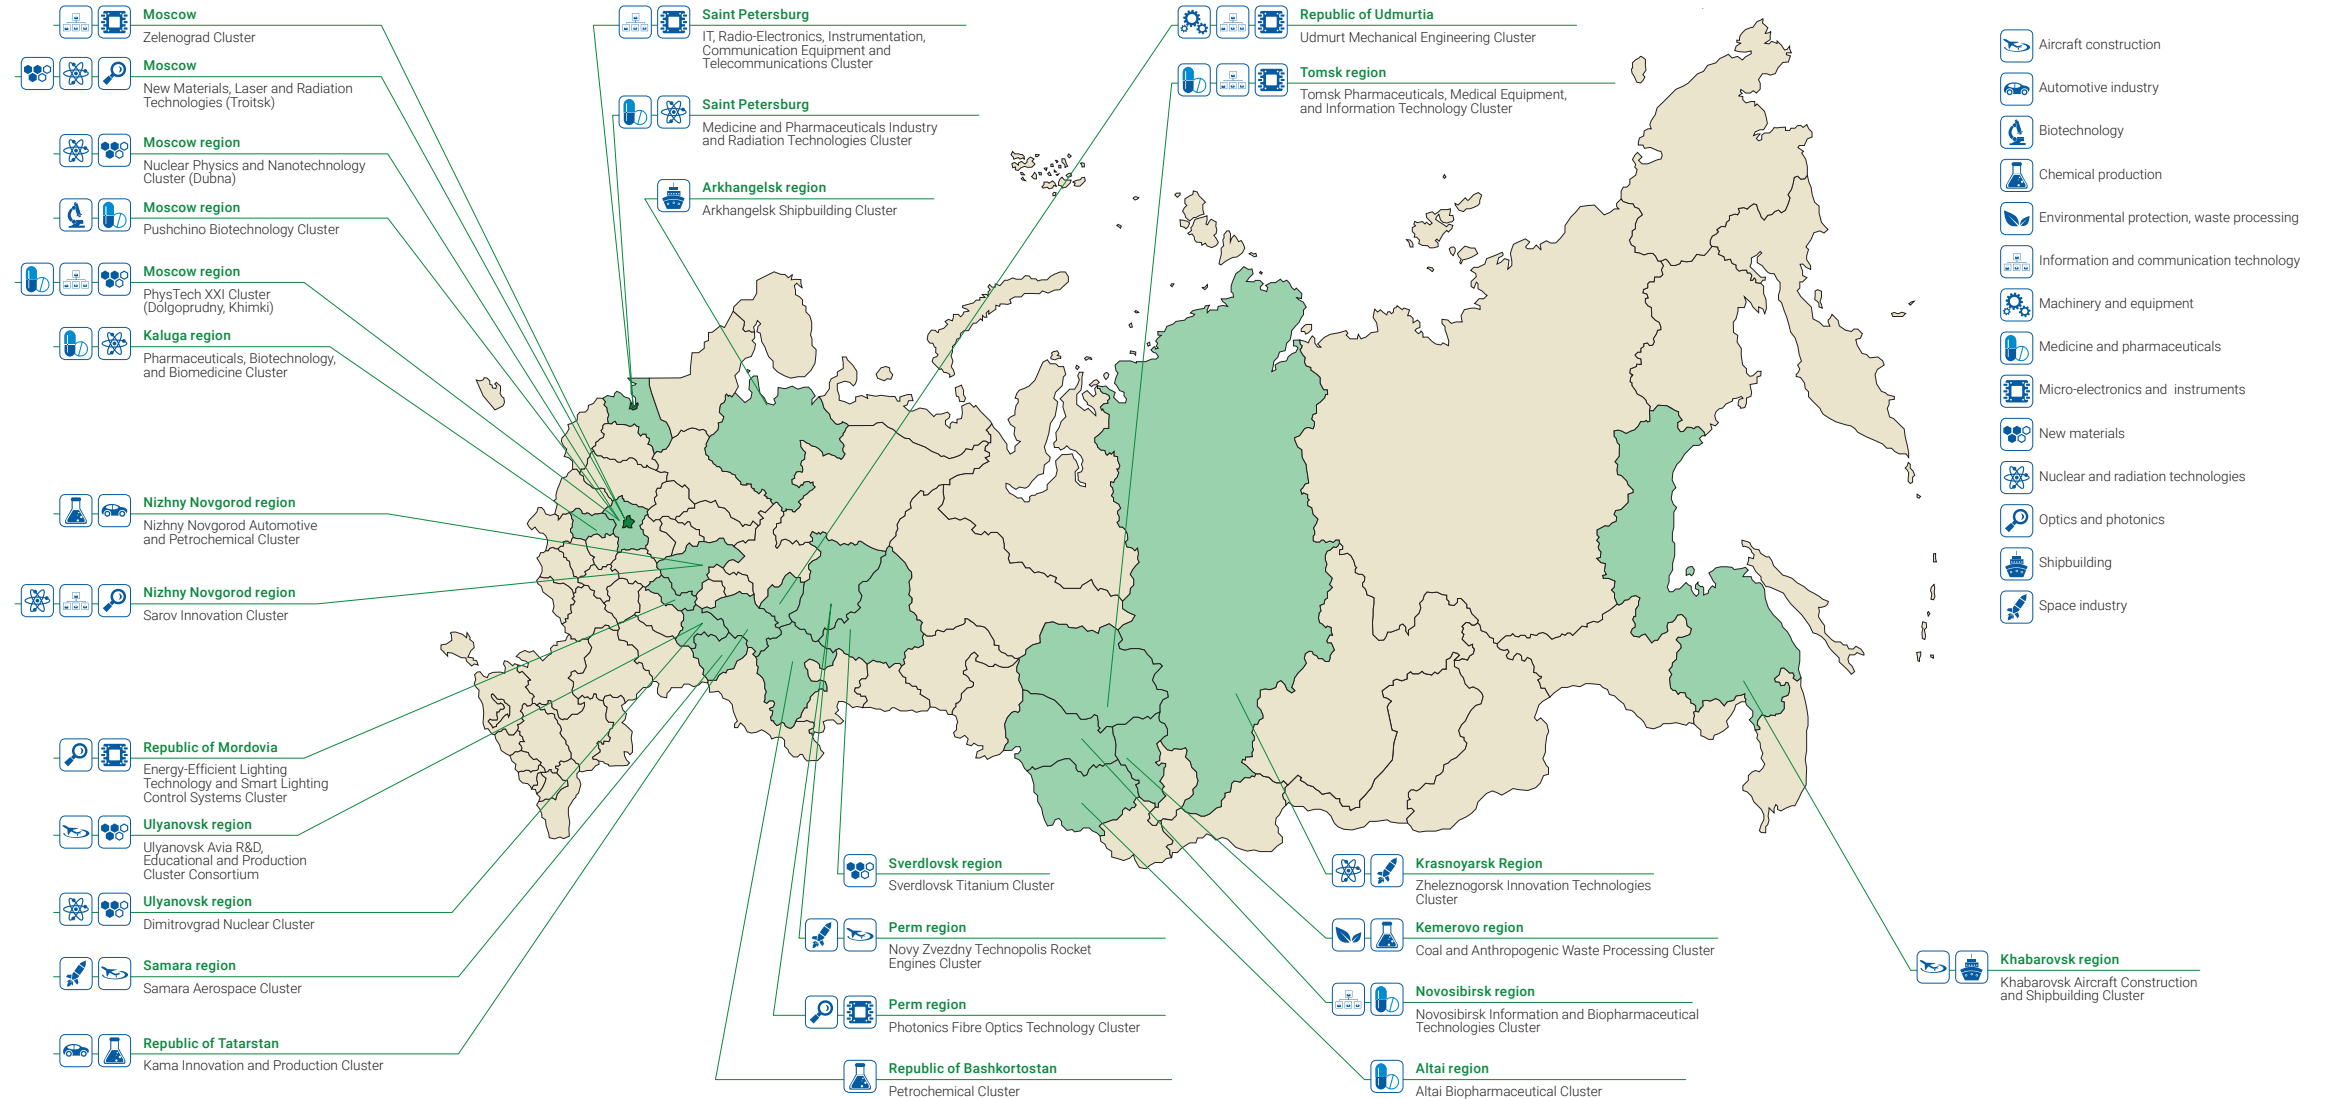 Moscow
Zelenograd Cluster
Moscow
New Materials, Laser and Radiation
Technologies (Troitsk)
Moscow region
Nuclear Physics and Nanotechnology
Cluster (Dubna)
Moscow region
Pushchino Biotechnology Cluster
Moscow region
PhysTech XXI Cluster
(Dolgoprudny, Khimki)
Kaluga region
Pharmaceuticals, Biotechnology,
and Biomedicine Cluster
Nizhny Novgorod region
Nizhny Novgorod Automotive
and Petrochemical Cluster
Nizhny Novgorod region
Sarov Innovation Cluster
Republic of Mordovia
Energy-Efficient Lighting
Technology and Smart Lighting
Control Systems Cluster
Ulyanovsk region
Ulyanovsk Avia R&D,
Educational and Production
Cluster Consortium
Ulyanovsk region
Dimitrovgrad Nuclear Cluster
Samara region
Samara Aerospace Cluster
Republic of Tatarstan
Kama Innovation and Production Cluster
Saint Petersburg
IT, Radio-Electronics, Instrumentation,
Communication Equipment and
Telecommunications Cluster
Saint Petersburg
Medicine and Pharmaceuticals Industry
and Radiation Technologies Cluster
Arkhangelsk region
Arkhangelsk Shipbuilding Cluster
Republic of Udmurtia
Udmurt Mechanical Engineering Cluster
Tomsk region
Tomsk Pharmaceuticals, Medical Equipment,
and Information Technology Cluster
Sverdlovsk region
Sverdlovsk Titanium Cluster
Perm region
Novy Zvezdny Technopolis Rocket
Engines Cluster
Perm region
Photonics Fibre Optics Technology Cluster
Republic of Bashkortostan
Petrochemical Cluster
Krasnoyarsk Region
Zheleznogorsk Innovation Technologies
Cluster
Kemerovo region
Coal and Anthropogenic Waste Processing Cluster
Novosibirsk region
Novosibirsk Information and Biopharmaceutical
Technologies Cluster
Altai region
Altai Biopharmaceutical Cluster
Khabarovsk region
Khabarovsk Aircraft Construction
and Shipbuilding Cluster
Aircraft construction
Automotive industry
Biotechnology
Chemical production
Environmental protection, waste processing
Information and communication technology
Machinery and equipment
Medicine and pharmaceuticals
Micro-electronics and instruments
New materials
Nuclear and radiation technologies
Optics and photonics
Shipbuilding
Space industry